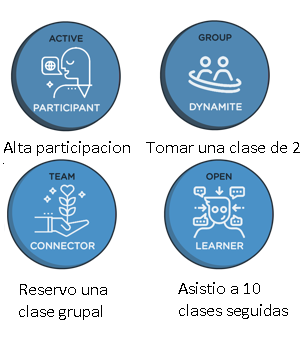 ACTIVE
PARTICIPANT
Alta participacion
GROUP
DYNAMITE
Tomar una clase de 2
TEAM
CONNECTOR
Reservo una
clase grupal
OPEN
LEARNER
Asistio a 10
clases seguidas